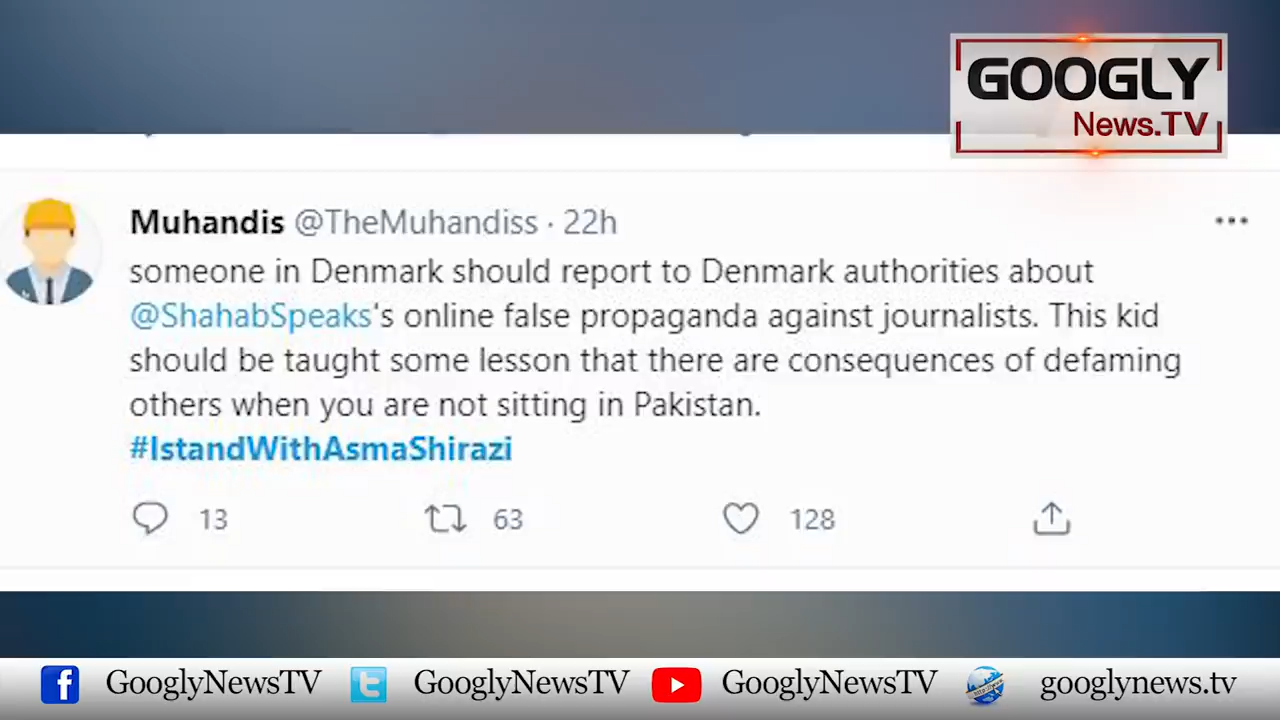 GOOGLY
News.TV
Muhandis @TheMuhandiss · 22h
someone in Denmark should report to Denmark authorities about
@ShahabSpeaks's online false propaganda against journalists. This kid
should be taught some lesson that there are consequences of defaming
others when you are not sitting in Pakistan.
#IstandWithAsmaShirazi
13 63 128
GooglyNewsTV GooglyNewsTV GooglyNewsTV googlynews.tv